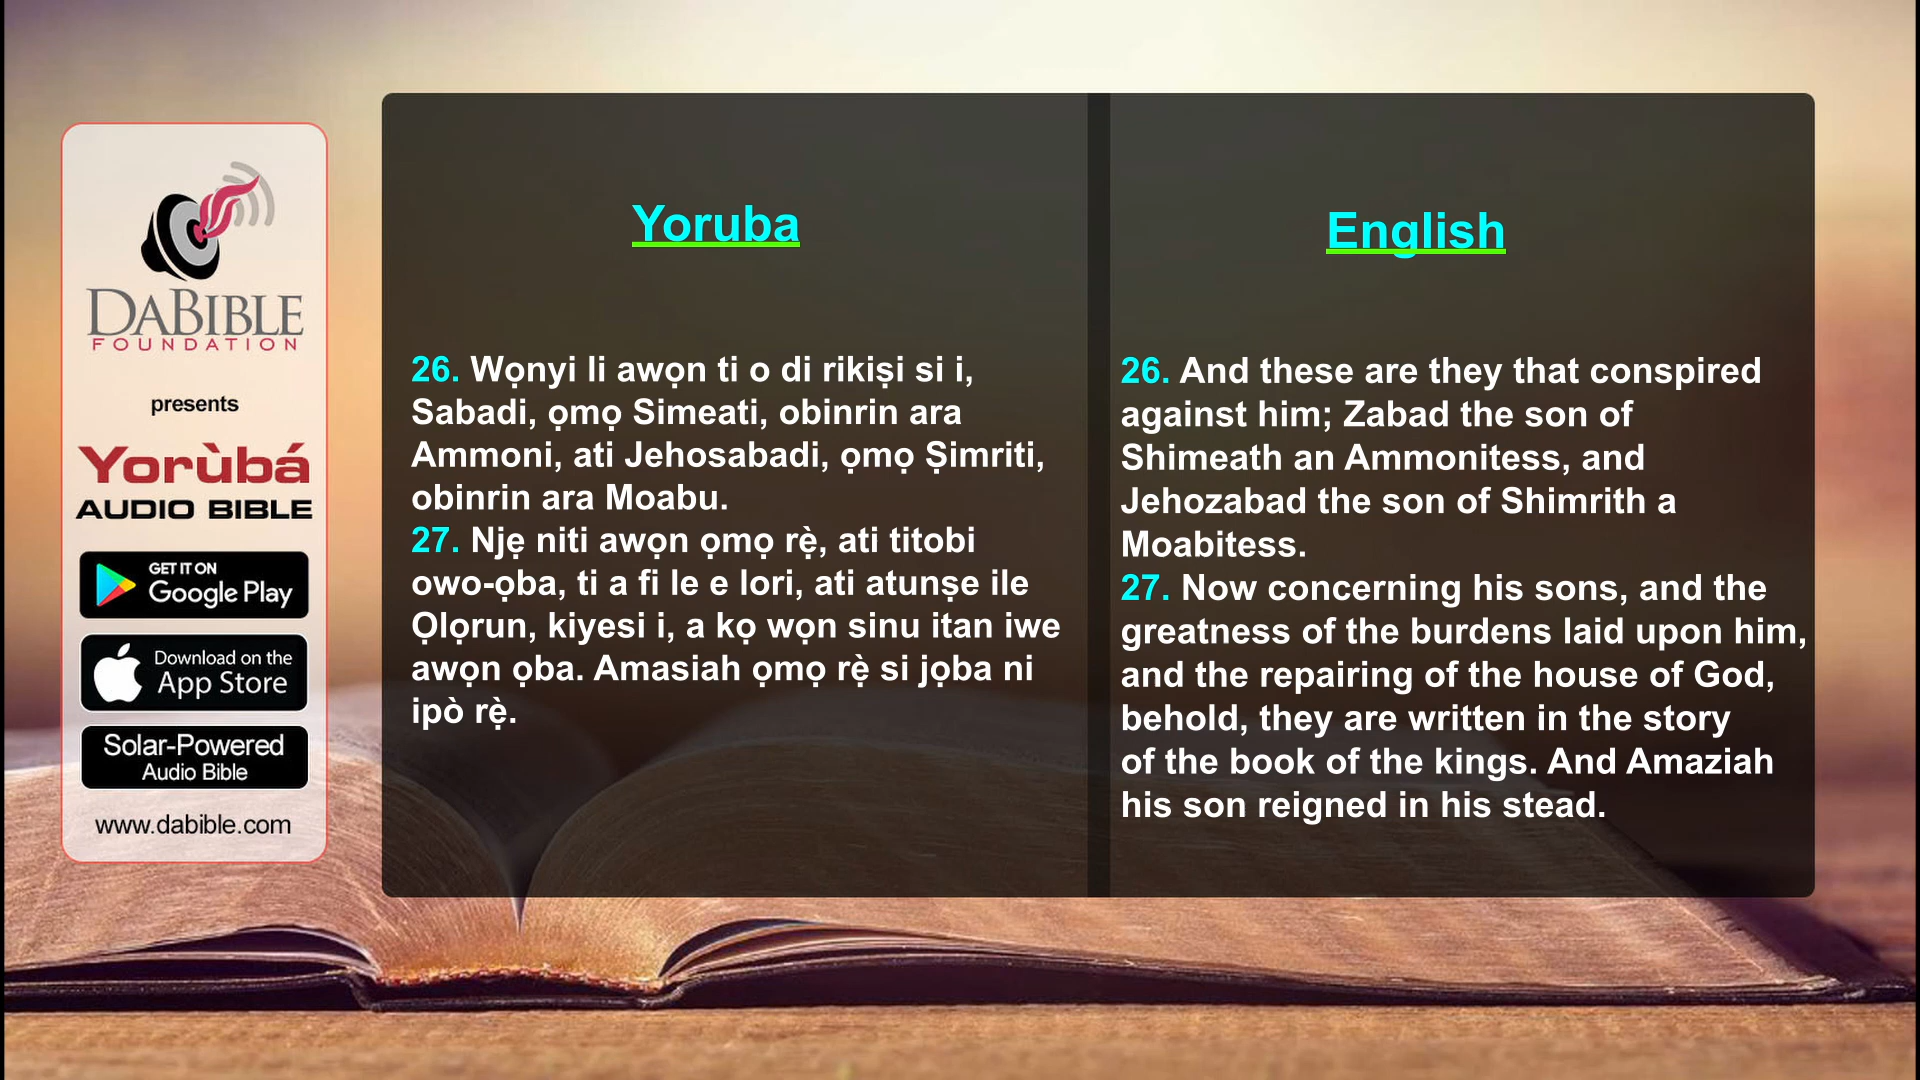 DABIBLE
FOUNDATION
presents
Yorùbá
AUDIO BIBLE
GET IT ON
Google Play
Download on the
App Store
Solar-Powered
Audio Bible
www.dabible.com
Yoruba
26. Wọnyi li awọn ti o di rikiṣi si i,
Sabadi, ọmọ Simeati, obinrin ara
Ammoni, ati Jehosabadi, ọmọ Ṣimriti,
obinrin ara Moabu.
27. Njẹ niti awọn ọmọ rẹ̀, ati titobi
owo-ọba, ti a fi le e lori, ati atunṣe ile
Ọlọrun, kiyesi i, a kọ wọn sinu itan iwe
awọn ọba. Amasiah ọmọ rẹ̀ si jọba ni
ipò rẹ̀.
English
26. And these are they that conspired
against him; Zabad the son of
Shimeath an Ammonitess, and
Jehozabad the son of Shimrith a
Moabitess.
27. Now concerning his sons, and the
greatness of the burdens laid upon him,
and the repairing of the house of God,
behold, they are written in the story
of the book of the kings. And Amaziah
his son reigned in his stead.